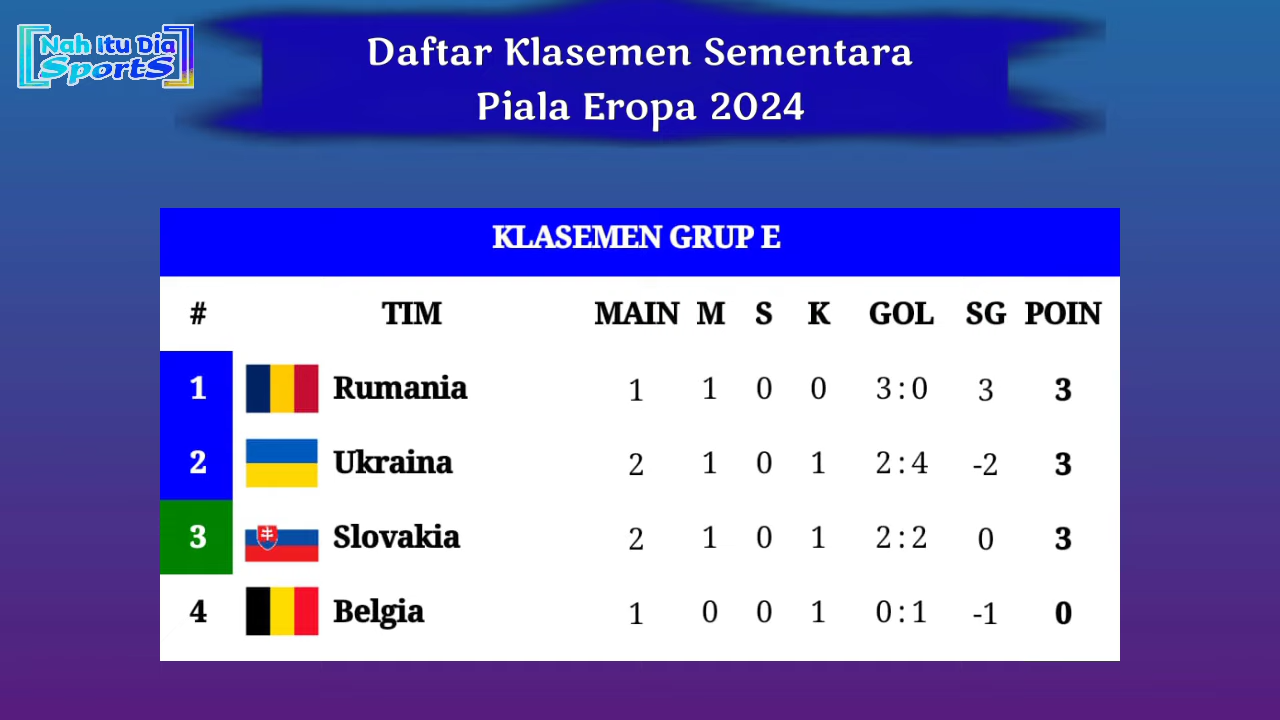 Nah Itu Dia
SportS
Daftar Klasemen Sementara
Piala Eropa 2024
KLASEMEN GRUP E
# TIM MAIN M S K GOL SG POIN
1 Rumania 1 1 0 0 3:0 3 3
2 Ukraina 2 1 0 1 2:4 -2 3
3 Slovakia 2 1 0 1 2:2 0 3
4 Belgia 1 0 0 1 0:1 -1 0